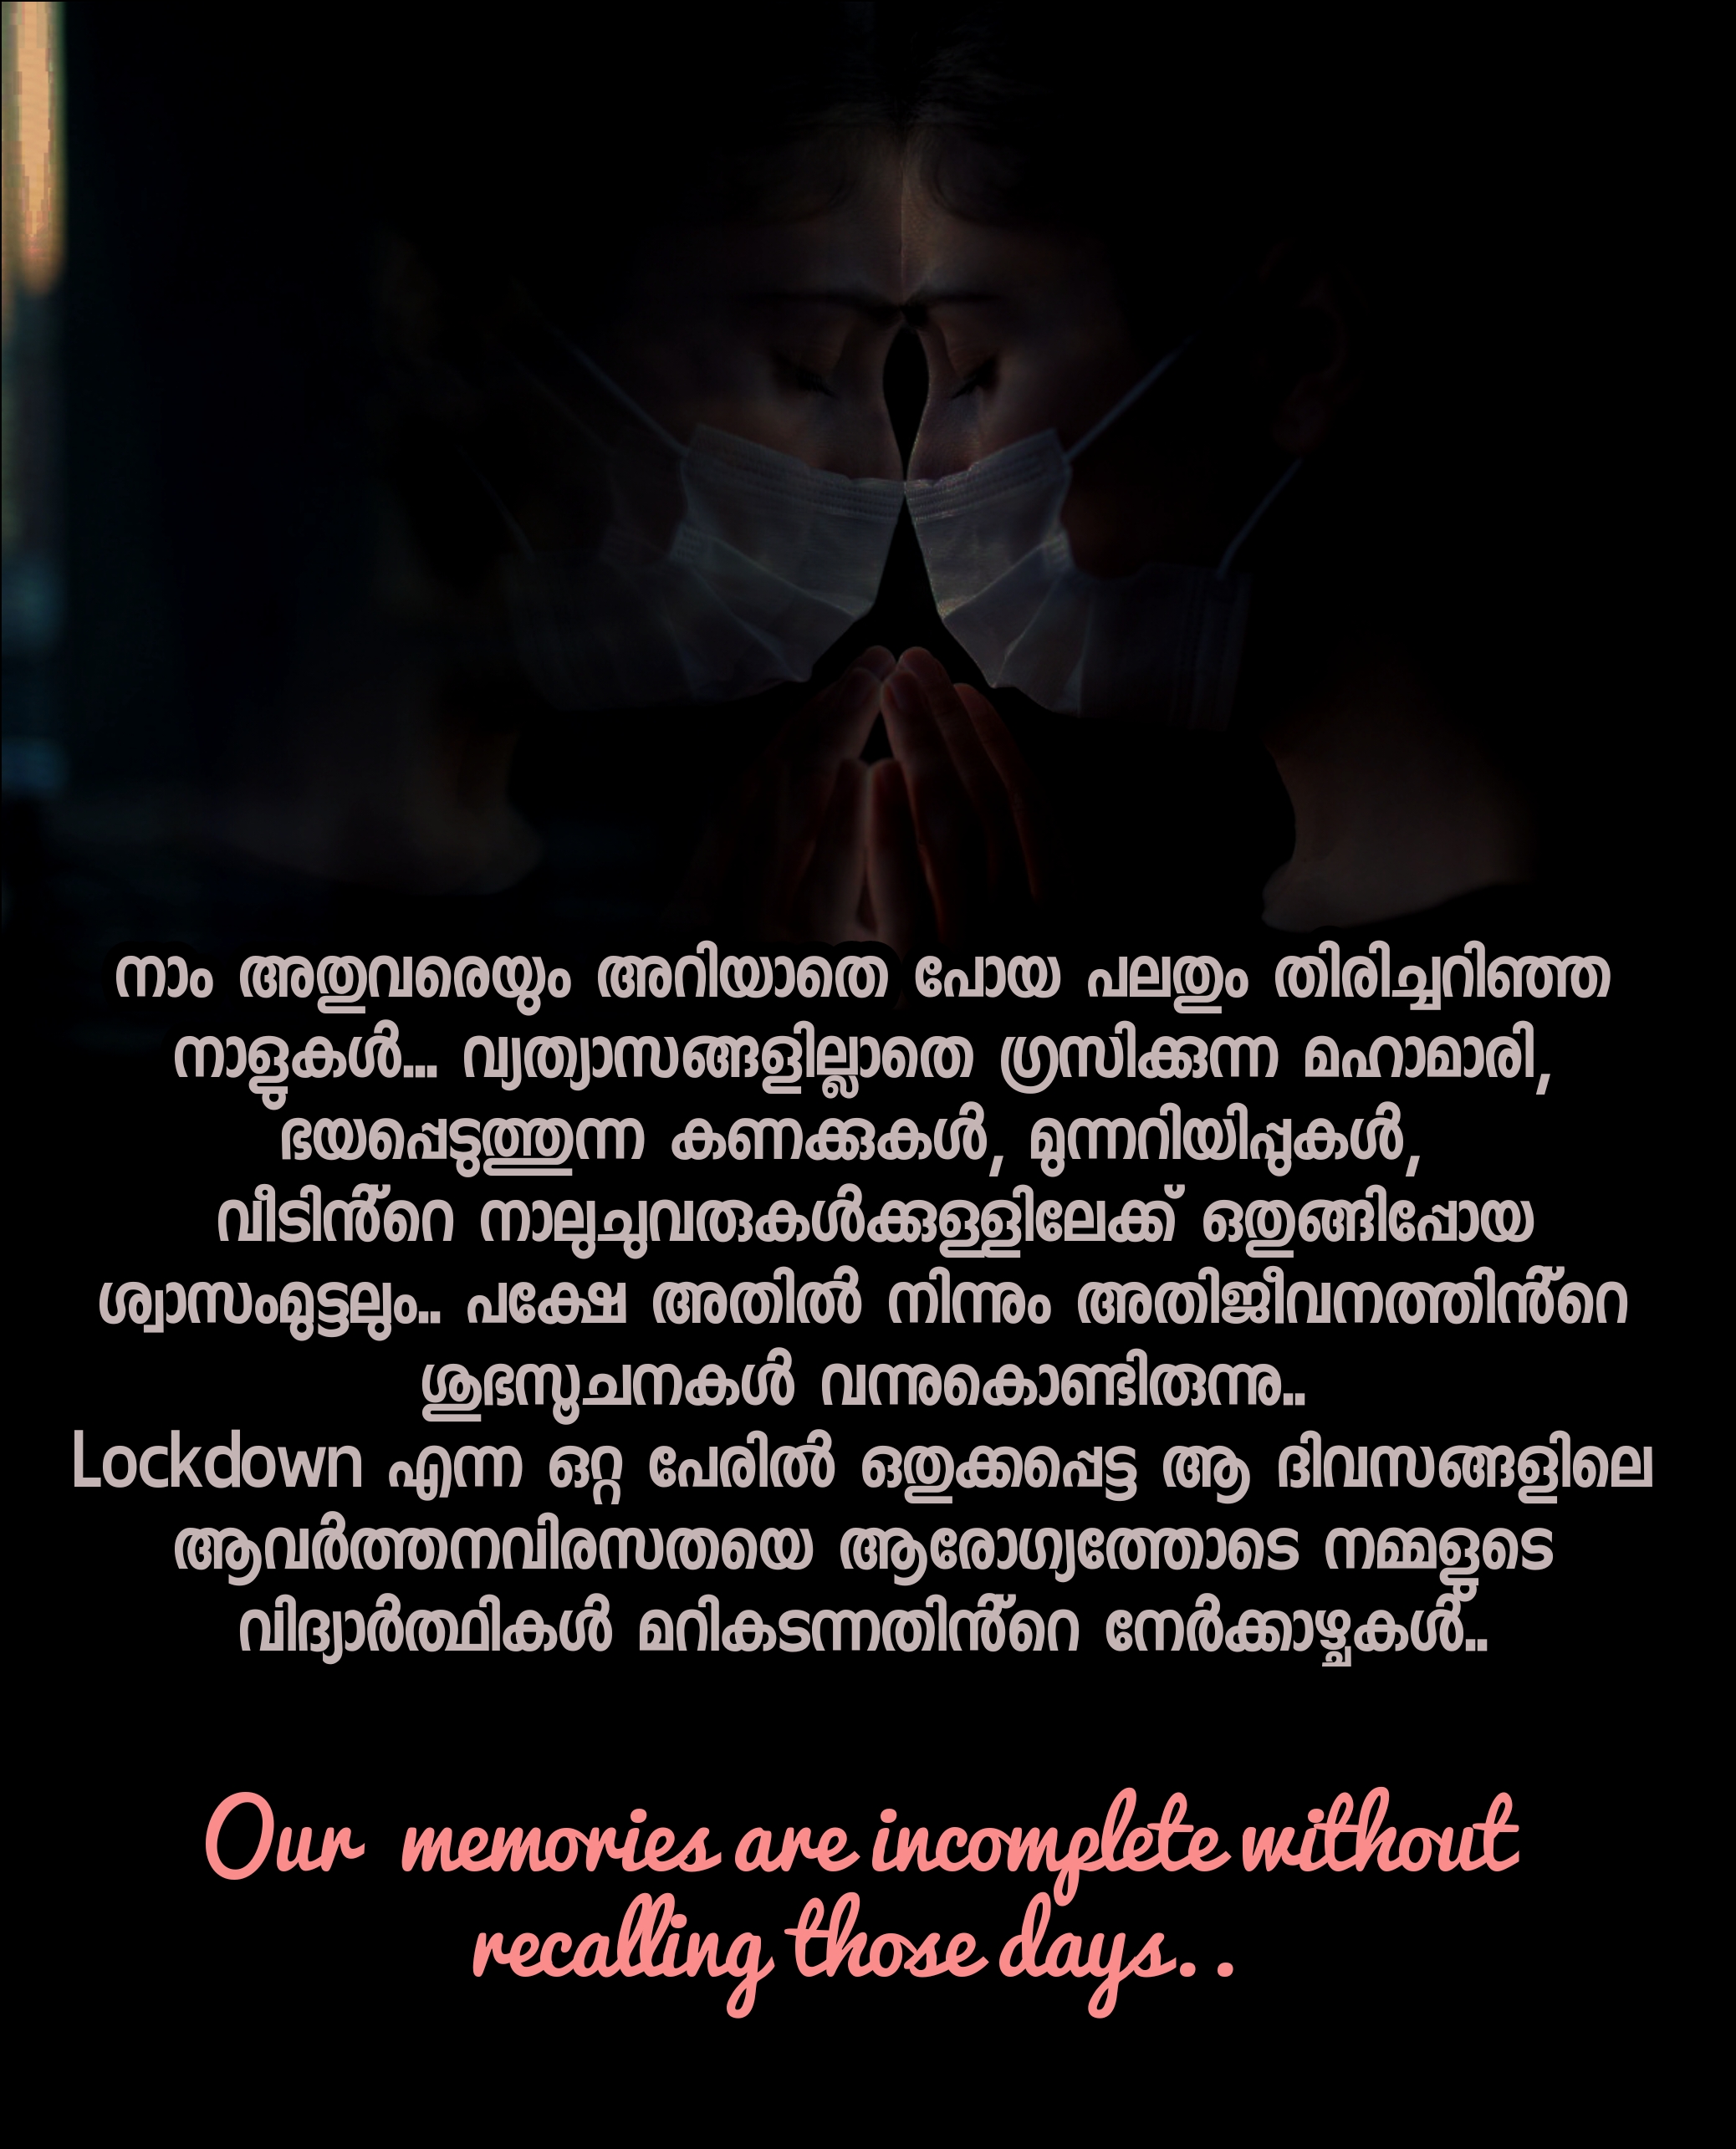 നാം അതുവരെയും അറിയാതെ പോയ പലതും തിരിച്ചറിഞ്ഞ
നാളുകൾ... വ്യത്യാസങ്ങളില്ലാതെ ഗ്രസിക്കുന്ന മഹാമാരി,
ഭയപ്പെടുത്തുന്ന കണക്കുകൾ, മുന്നറിയിപ്പുകൾ,
വീടിൻ്റെ നാലുചുവരുകൾക്കുള്ളിലേക്ക് ഒതുങ്ങിപ്പോയ
ശ്വാസംമുട്ടലും.. പക്ഷേ അതിൽ നിന്നും അതിജീവനത്തിൻ്റെ
ശുഭസൂചനകൾ വന്നുകൊണ്ടിരുന്നു..
Lockdown എന്ന ഒറ്റ പേരിൽ ഒതുക്കപ്പെട്ട ആ ദിവസങ്ങളിലെ
ആവർത്തനവിരസതയെ ആരോഗ്യത്തോടെ നമ്മളുടെ
വിദ്യാർത്ഥികൾ മറികടന്നതിൻ്റെ നേർക്കാഴ്ചകൾ..
Our memories are incomplete without
recalling those days..